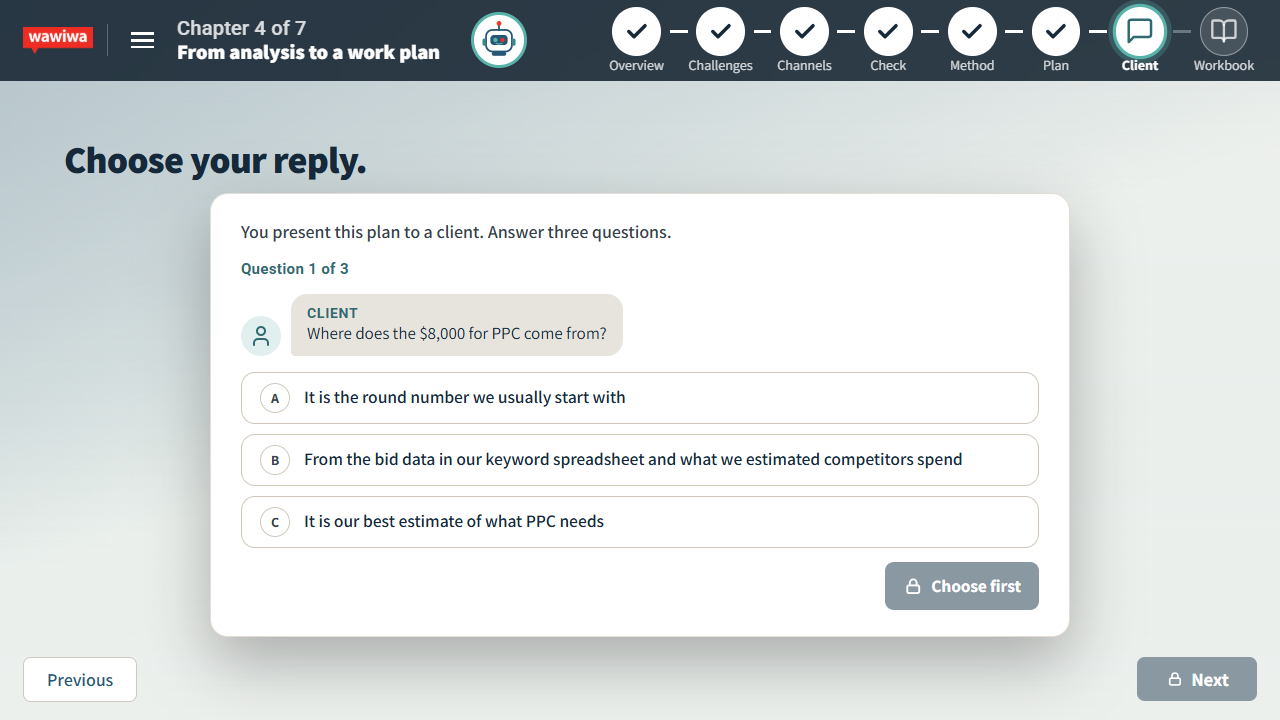 wawiwa
Chapter 4 of 7
From analysis to a work plan
Overview
Challenges
Channels
Check
Method
Plan
Client
Workbook
Choose your reply.
You present this plan to a client. Answer three questions.
Question 1 of 3
CLIENT
Where does the $8,000 for PPC come from?
A It is the round number we usually start with
B From the bid data in our keyword spreadsheet and what we estimated competitors spend
C It is our best estimate of what PPC needs
Choose first
Previous
Next